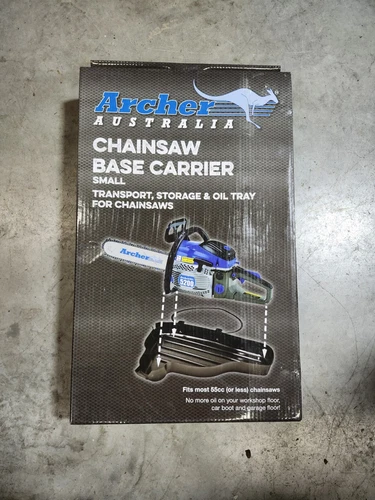 Archer
AUSTRALIA
CHAINSAW
BASE CARRIER
SMALL
TRANSPORT, STORAGE & OIL TRAY
FOR CHAINSAWS
Archer
5200
Fits most 55cc (or less) chainsaws
No more oil on your workshop floor,
car boot and garage floor!